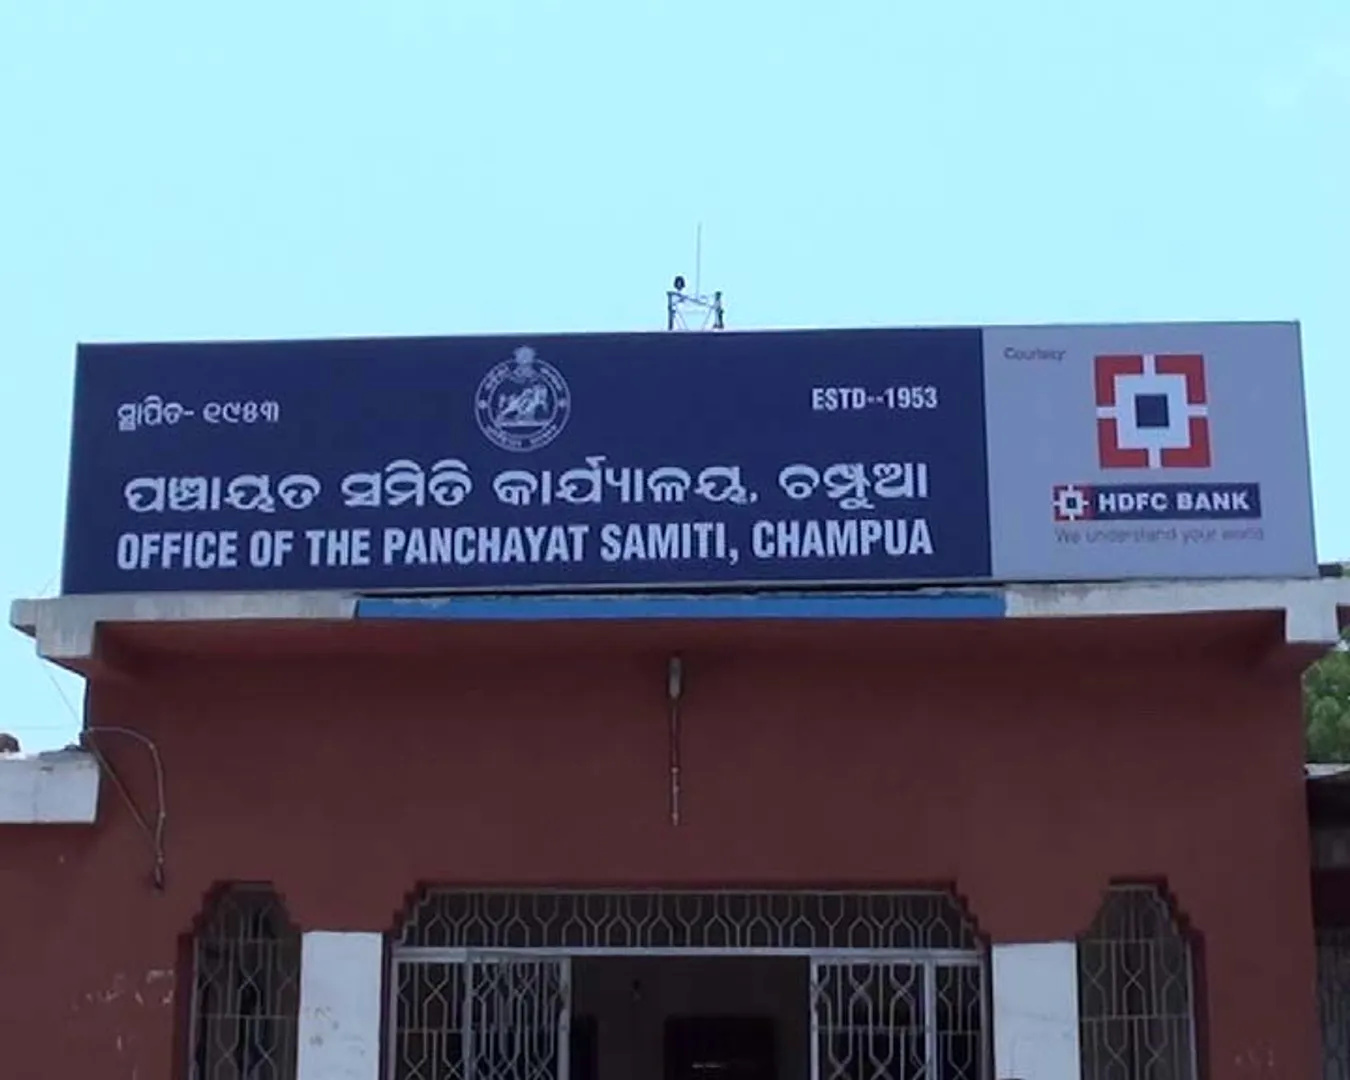 ସ୍ଥାପିତ- ୧୯୫୩
ESTD--1953
ପଞ୍ଚାୟତ ସମିତି କାର୍ଯ୍ୟାଳୟ, ଚମ୍ପୁଆ
OFFICE OF THE PANCHAYAT SAMITI, CHAMPUA
Courtesy:
HDFC BANK
We understand your world